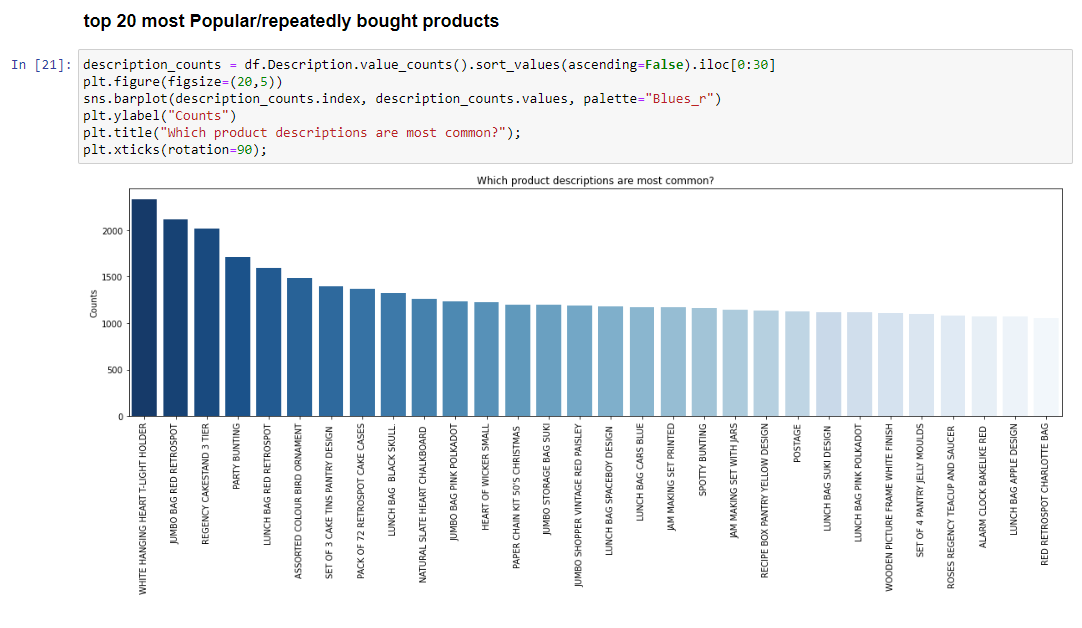 top 20 most Popular/repeatedly bought products
In [21]: description_counts = df.Description.value_counts().sort_values(ascending=False).iloc[0:30]
plt.figure(figsize=(20,5))
sns.barplot(description_counts.index, description_counts.values, palette="Blues_r")
plt.ylabel("Counts")
plt.title("Which product descriptions are most common?");
plt.xticks(rotation=90);
Which product descriptions are most common?
2000
1500
1000
500
0
Counts
WHITE HANGING HEART T-LIGHT HOLDER
JUMBO BAG RED RETROSPOT
REGENCY CAKESTAND 3 TIER
PARTY BUNTING
LUNCH BAG RED RETROSPOT
ASSORTED COLOUR BIRD ORNAMENT
SET OF 3 CAKE TINS PANTRY DESIGN
PACK OF 72 RETROSPOT CAKE CASES
LUNCH BAG  BLACK SKULL.
NATURAL SLATE HEART CHALKBOARD
JUMBO BAG PINK POLKADOT
HEART OF WICKER SMALL
PAPER CHAIN KIT 50'S CHRISTMAS
JUMBO STORAGE BAG SUKI
JUMBO SHOPPER VINTAGE RED PAISLEY
LUNCH BAG SPACEBOY DESIGN
LUNCH BAG CARS BLUE
JAM MAKING SET PRINTED
SPOTTY BUNTING
JAM MAKING SET WITH JARS
RECIPE BOX PANTRY YELLOW DESIGN
POSTAGE
LUNCH BAG SUKI DESIGN
LUNCH BAG PINK POLKADOT
WOODEN PICTURE FRAME WHITE FINISH
SET OF 4 PANTRY JELLY MOULDS
ROSES REGENCY TEACUP AND SAUCER
ALARM CLOCK BAKELIKE RED
LUNCH BAG APPLE DESIGN
RED RETROSPOT CHARLOTTE BAG